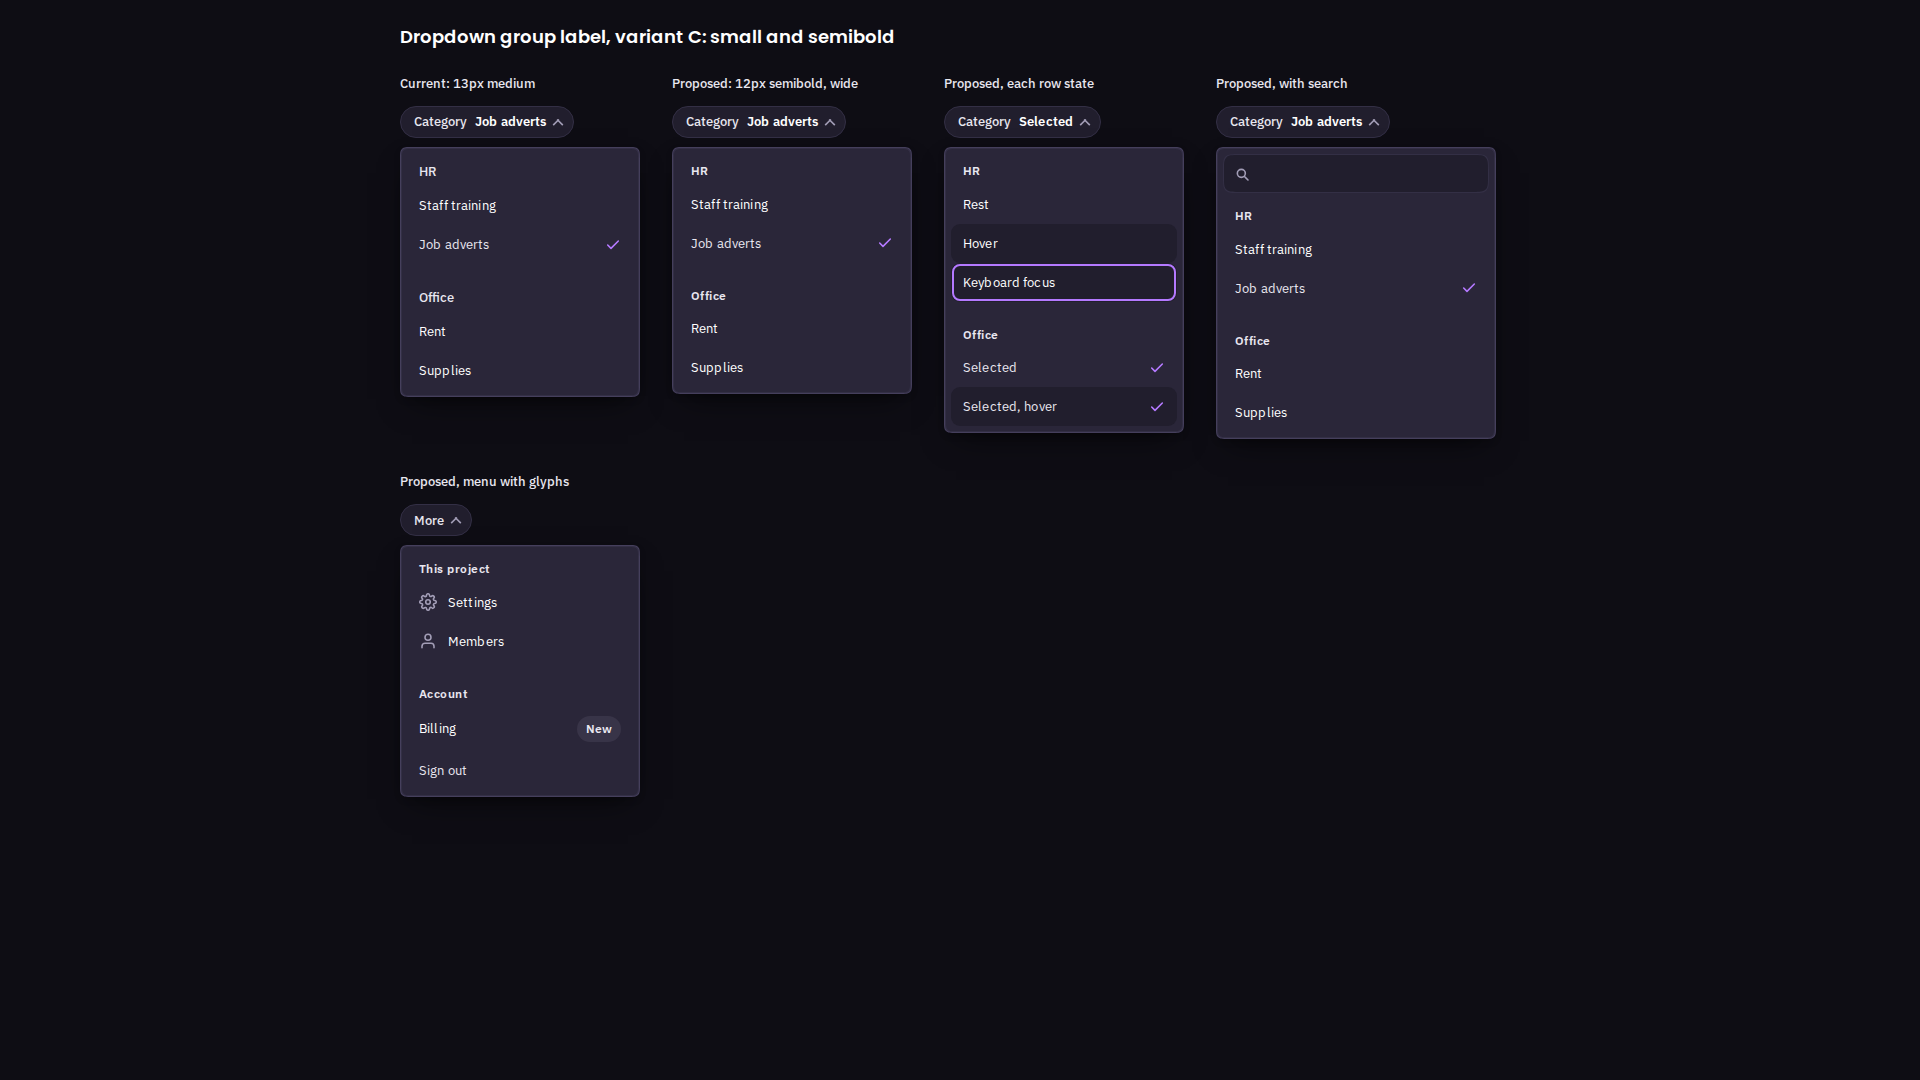 Dropdown group label, variant C: small and semibold
Current: 13px medium
Category Job adverts
HR
Staff training
Job adverts
Office
Rent
Supplies
Proposed: 12px semibold, wide
Category Job adverts
HR
Staff training
Job adverts
Office
Rent
Supplies
Proposed, each row state
Category Selected
HR
Rest
Hover
Keyboard focus
Office
Selected
Selected, hover
Proposed, with search
Category Job adverts
HR
Staff training
Job adverts
Office
Rent
Supplies
Proposed, menu with glyphs
More
This project
Settings
Members
Account
Billing New
Sign out